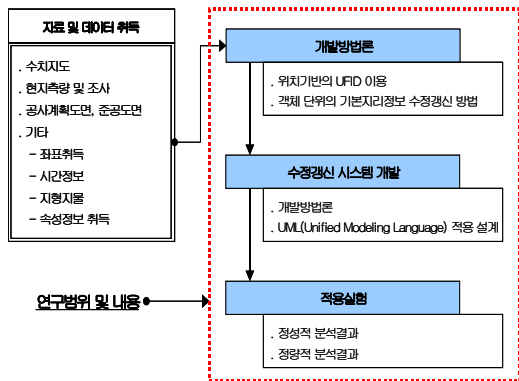 자료 및 데이터 취득
. 수치지도
. 현지측량 및 조사
. 공사계획도면, 준공도면
. 기타
- 좌표취득
- 시간정보
- 지형지물
- 속성정보 취득
개발방법론
. 위치기반의 UFID 이용
. 객체 단위의 기본지리정보 수정갱신 방법
수정갱신 시스템 개발
. 개발방법론
. UML(Unified Modeling Language) 적용 설계
연구범위 및 내용
적용실험
. 정성적 분석결과
. 정량적 분석결과